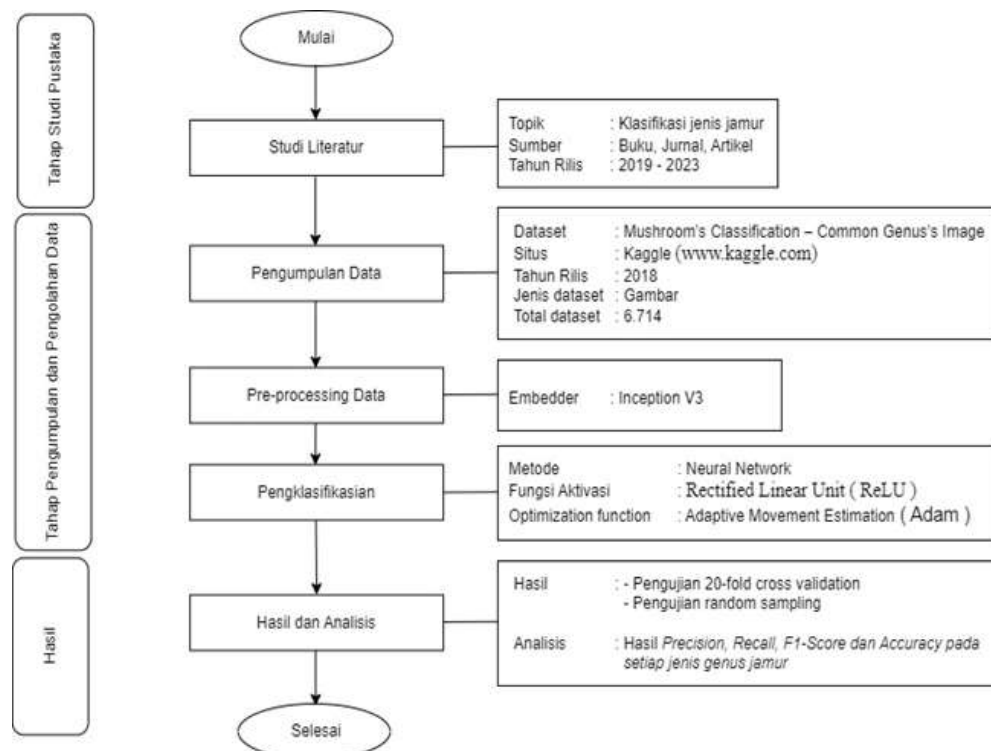 Tahap Studi Pustaka
Mulai
Studi Literatur
Topik : Klasifikasi jenis jamur
Sumber : Buku, Jurnal, Artikel
Tahun Rilis : 2019 - 2023
Tahap Pengumpulan dan Pengolahan Data
Pengumpulan Data
Dataset : Mushroom's Classification – Common Genus's Image
Situs : Kaggle (www.kaggle.com)
Tahun Rilis : 2018
Jenis dataset : Gambar
Total dataset : 6.714
Pre-processing Data
Embedder : Inception V3
Pengklasifikasian
Metode : Neural Network
Fungsi Aktivasi : Rectified Linear Unit ( ReLU )
Optimization function : Adaptive Movement Estimation ( Adam )
Hasil
Hasil dan Analisis
Hasil : - Pengujian 20-fold cross validation
- Pengujian random sampling
Analisis : Hasil Precision, Recall, F1-Score dan Accuracy pada
setiap jenis genus jamur
Selesai